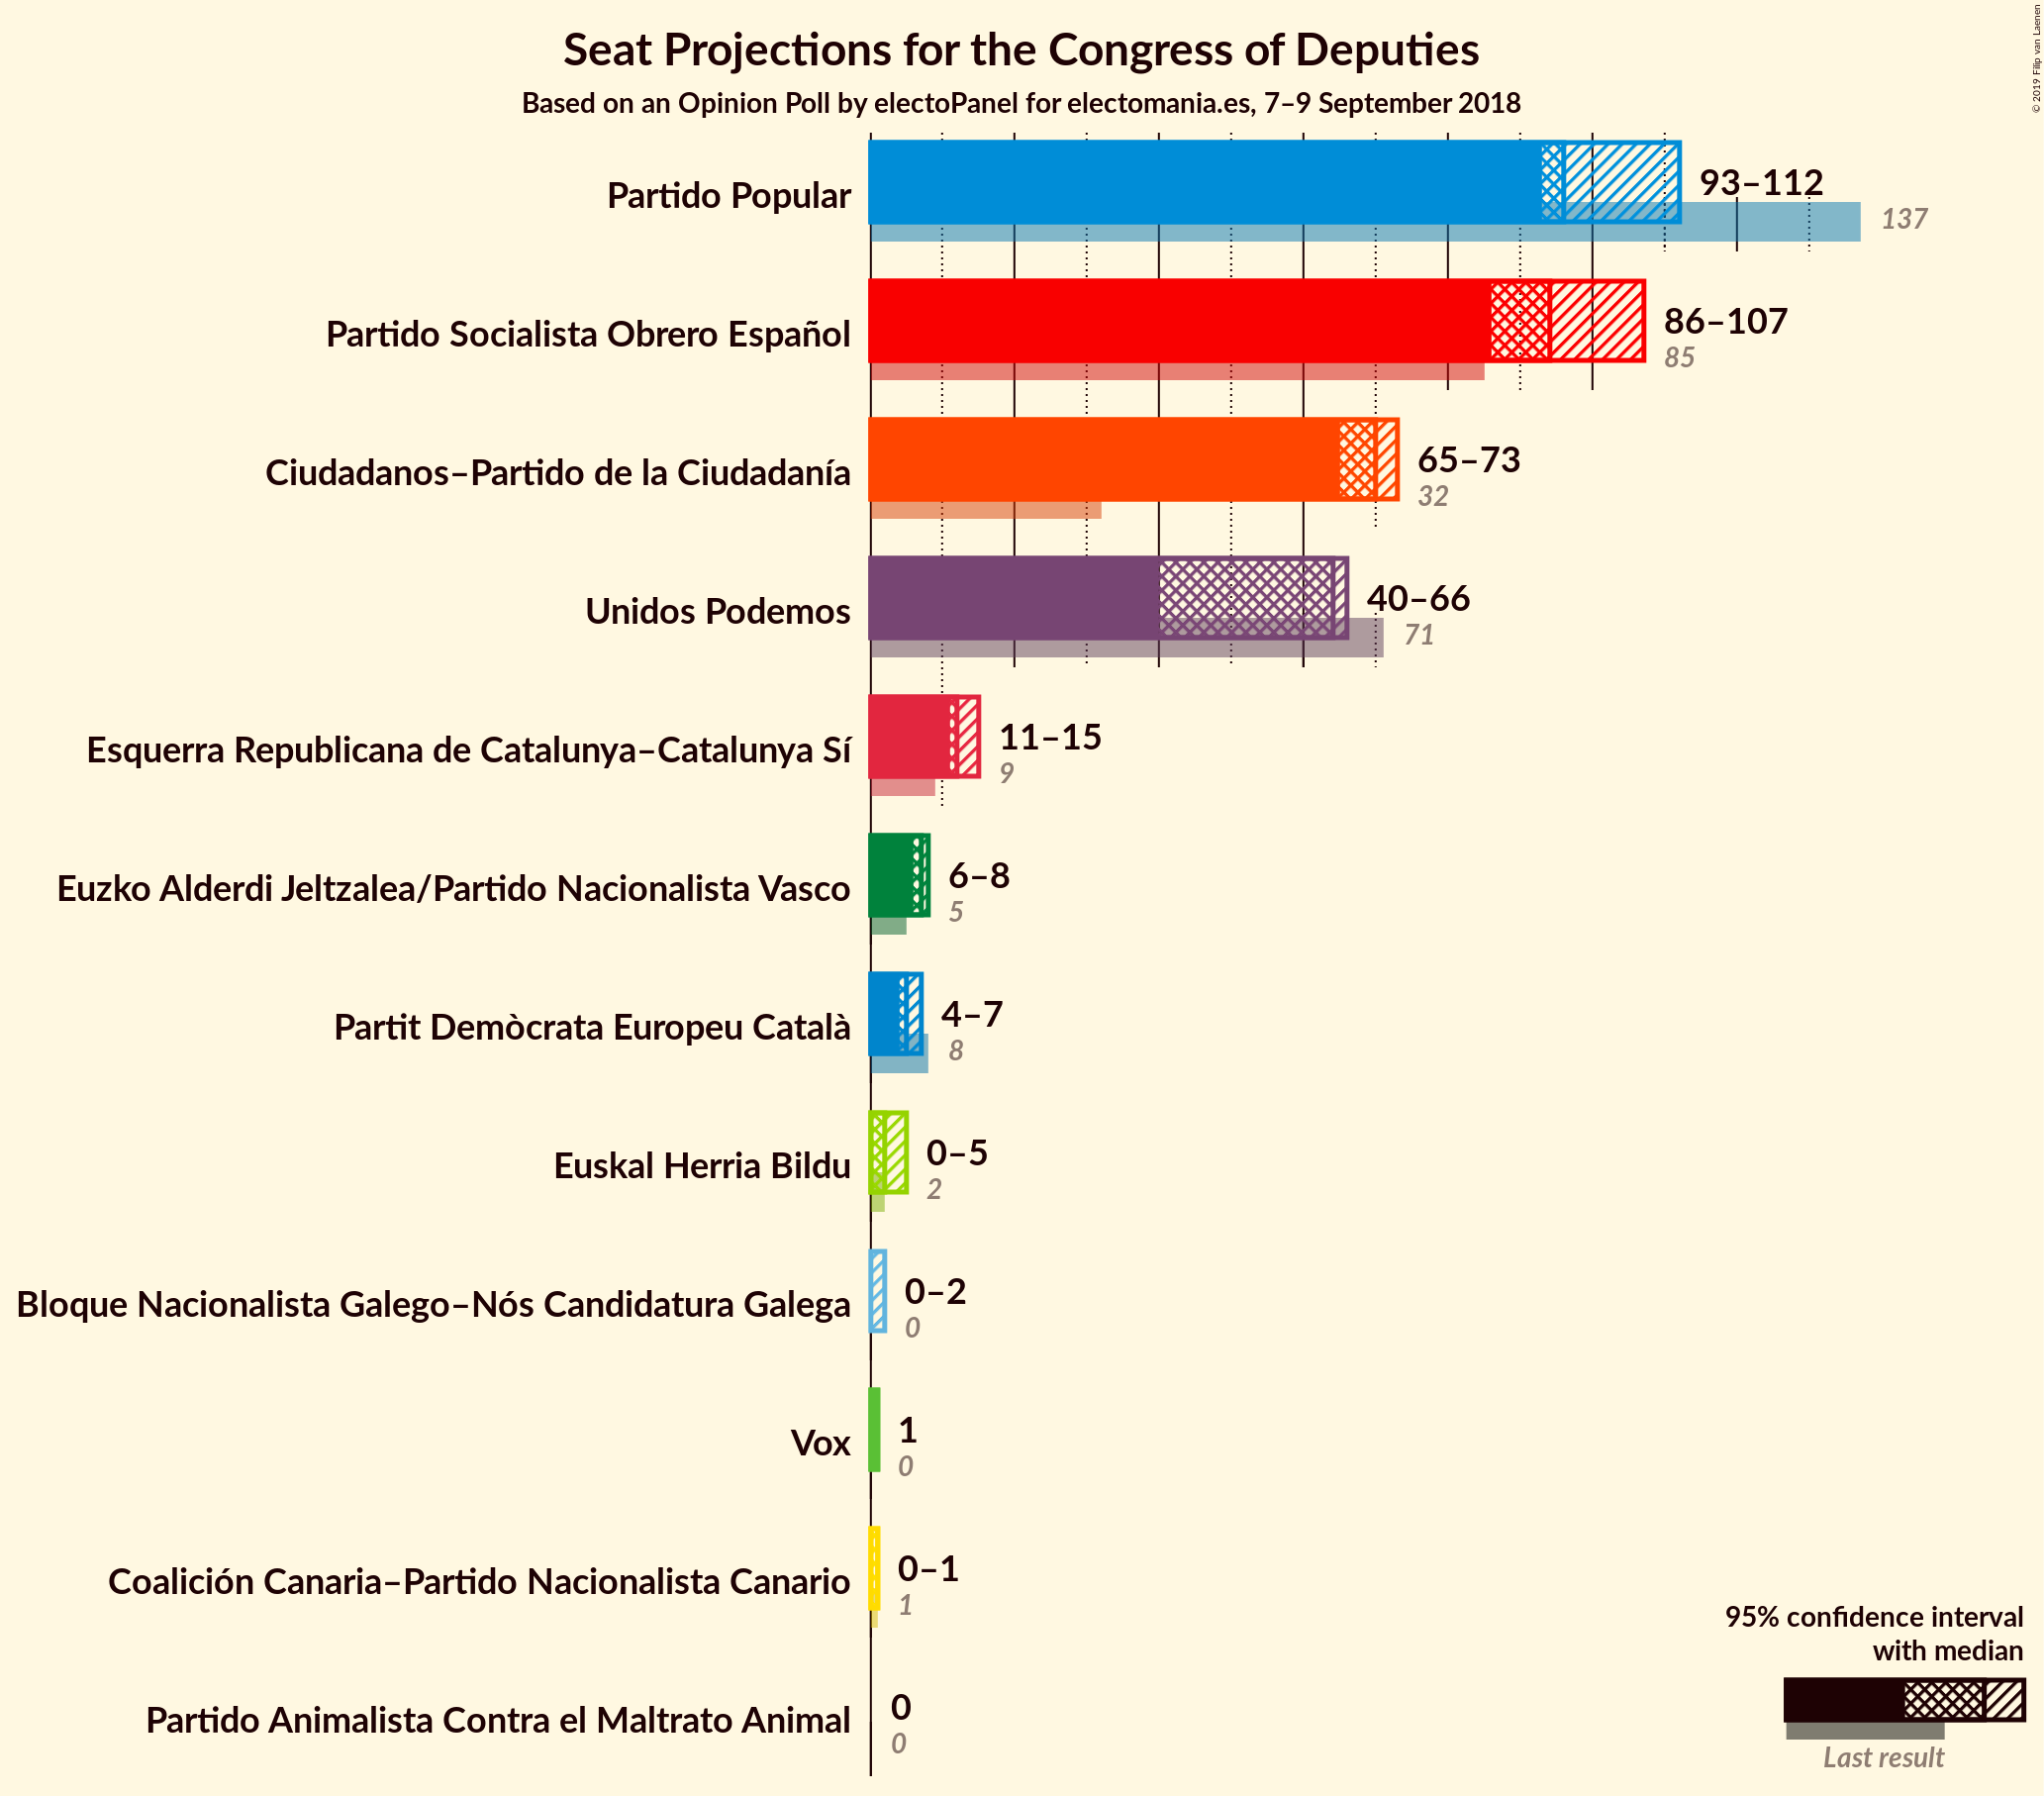 Seat Projections for the Congress of Deputies
Based on an Opinion Poll by electoPanel for electomania.es, 7–9 September 2018
© 2019 Filip van Laenen
Partido Popular
93–112
137
Partido Socialista Obrero Español
86–107
85
Ciudadanos–Partido de la Ciudadanía
65–73
32
Unidos Podemos
40–66
71
Esquerra Republicana de Catalunya–Catalunya Sí
11–15
9
Euzko Alderdi Jeltzalea/Partido Nacionalista Vasco
6–8
5
Partit Demòcrata Europeu Català
4–7
8
Euskal Herria Bildu
0–5
2
Bloque Nacionalista Galego–Nós Candidatura Galega
0–2
0
Vox
1
0
Coalición Canaria–Partido Nacionalista Canario
0–1
1
Partido Animalista Contra el Maltrato Animal
0
0
95% confidence interval
with median
Last result